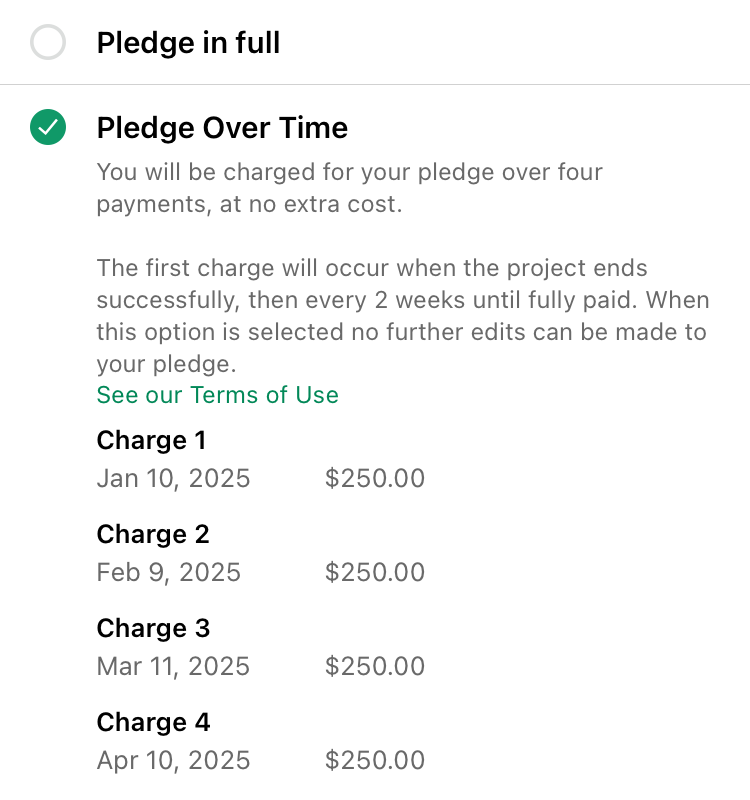 Pledge in full
Pledge Over Time
You will be charged for your pledge over four
payments, at no extra cost.
The first charge will occur when the project ends
successfully, then every 2 weeks until fully paid. When
this option is selected no further edits can be made to
your pledge.
See our Terms of Use
Charge 1
Jan 10, 2025 $250.00
Charge 2
Feb 9, 2025 $250.00
Charge 3
Mar 11, 2025 $250.00
Charge 4
Apr 10, 2025 $250.00